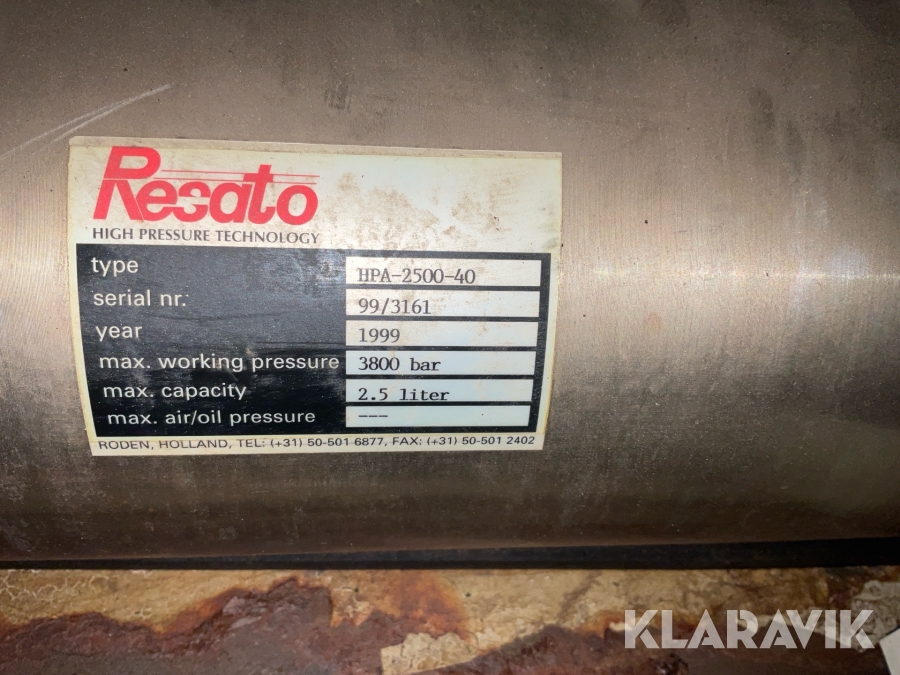 Resato
HIGH PRESSURE TECHNOLOGY
type HPA-2500-40
serial nr. 99/3161
year 1999
max. working pressure 3800 bar
max. capacity 2.5 liter
max. air/oil pressure ---
RODEN, HOLLAND, TEL: (+31) 50-501 6877, FAX: (+31) 50-501 2402
KLARAVIK